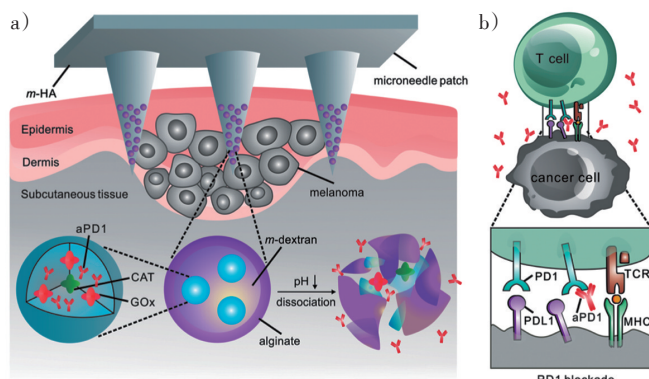 a)
m-HA
microneedle patch
Epidermis
Dermis
Subcutaneous tissue
melanoma
aPD1
CAT
GOx
m-dextran
alginate
pH ↓
dissociation
b)
T cell
cancer cell
PD1
TCR
aPD1
PDL1
MHC
PD1 blockade